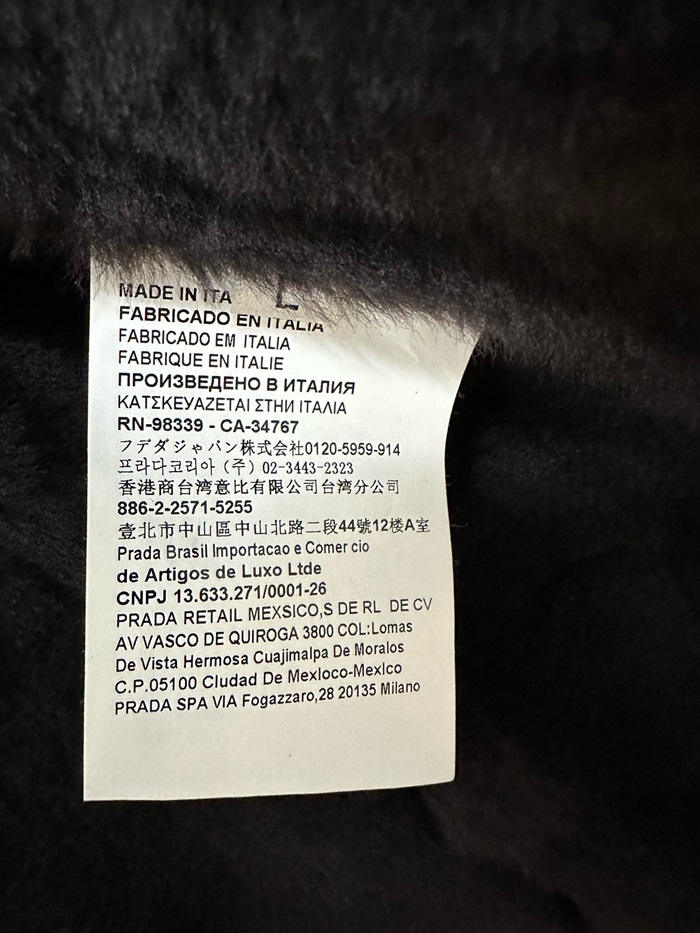 MADE IN ITA L
FABRICADO EN ITALIA
FABRICADO EM ITALIA
FABRIQUE EN ITALIE
ПРОИЗВЕДЕНО В ИТАЛИЯ
ΚΑΤΣΚΕΥΑΖΕΤΑΙ ΣΤΗΝ ΙΤΑΛΙΑ
RN-98339 - CA-34767
フデダジャパン株式会社0120-5959-914
프라다코리아 (주) 02-3443-2323
香港商台湾意比有限公司台湾分公司
886-2-2571-5255
壹北市中山區中山北路二段44號12楼A室
Prada Brasil Importacao e Comer cio
de Artigos de Luxo Ltde
CNPJ 13.633.271/0001-26
PRADA RETAIL MEXSICO,S DE RL DE CV
AV VASCO DE QUIROGA 3800 COL:Lomas
De Vista Hermosa Cuajimalpa De Moralos
C.P.05100 Cludad De Mexloco-Mexlco
PRADA SPA VIA Fogazzaro,28 20135 Milano